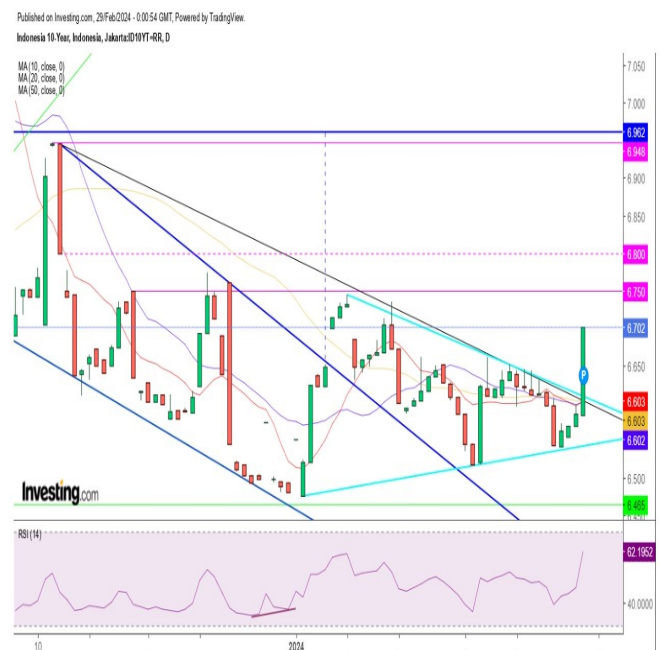 Published on Investing.com, 29/Feb/2024 - 0:00:54 GMT, Powered by TradingView.
Indonesia 10-Year, Indonesia, Jakarta:ID10YT=RR, D
MA (10, close, 0)
MA (20, close, 0)
MA (50, close, 0)
7.050
7.000
6.962
6.948
6.900
6.850
6.800
6.750
6.702
6.650
6.603
6.603
6.602
6.500
6.465
P
Investing.com
RSI (14)
62.1952
40.0000
10
2024